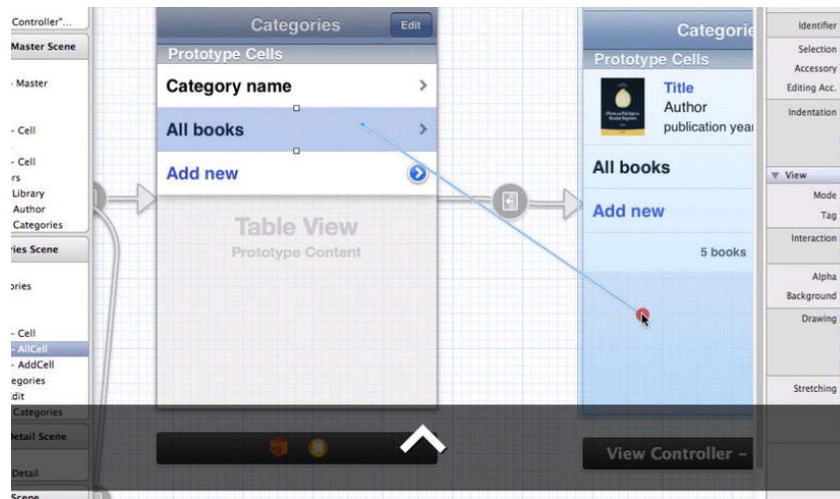 Controller"...
Master Scene
- Master
- Cell
- Cell
rs
Library
Author
Categories
ies Scene
ories
- Cell
- AllCell
- AddCell
egories
dit
Categories
Detail Scene
Detail
Scene
Categories
Edit
Prototype Cells
Category name
All books
Add new
Table View
Prototype Content
Categorie
Prototype Cells
Title
Author
publication year
All books
Add new
5 books
View Controller –
Identifier
Selection
Accessory
Editing Acc.
Indentation
View
Mode
Tag
Interaction
Alpha
Background
Drawing
Stretching